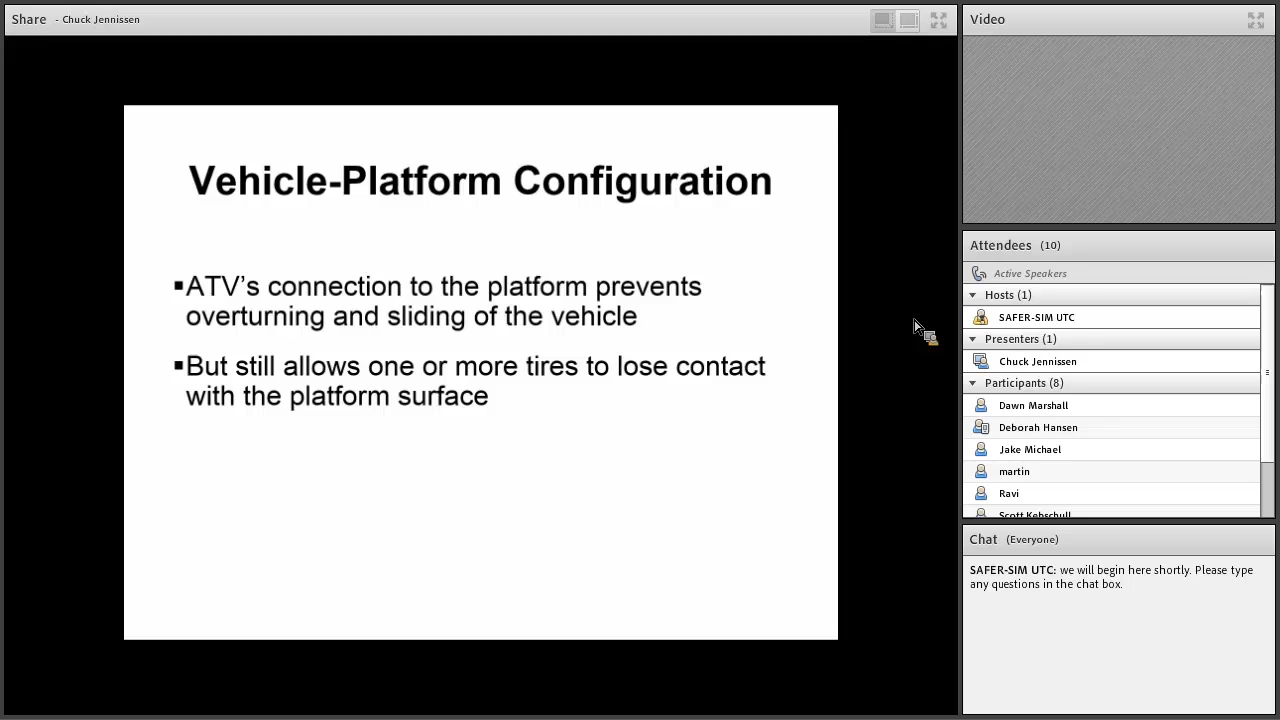 Share - Chuck Jennissen
Vehicle-Platform Configuration
▪ATV’s connection to the platform prevents
overturning and sliding of the vehicle
▪But still allows one or more tires to lose contact
with the platform surface
Video
Attendees (10)
Active Speakers
Hosts (1)
SAFER-SIM UTC
Presenters (1)
Chuck Jennissen
Participants (8)
Dawn Marshall
Deborah Hansen
Jake Michael
martin
Ravi
Scott Kebschull
Chat (Everyone)
SAFER-SIM UTC: we will begin here shortly. Please type
any questions in the chat box.